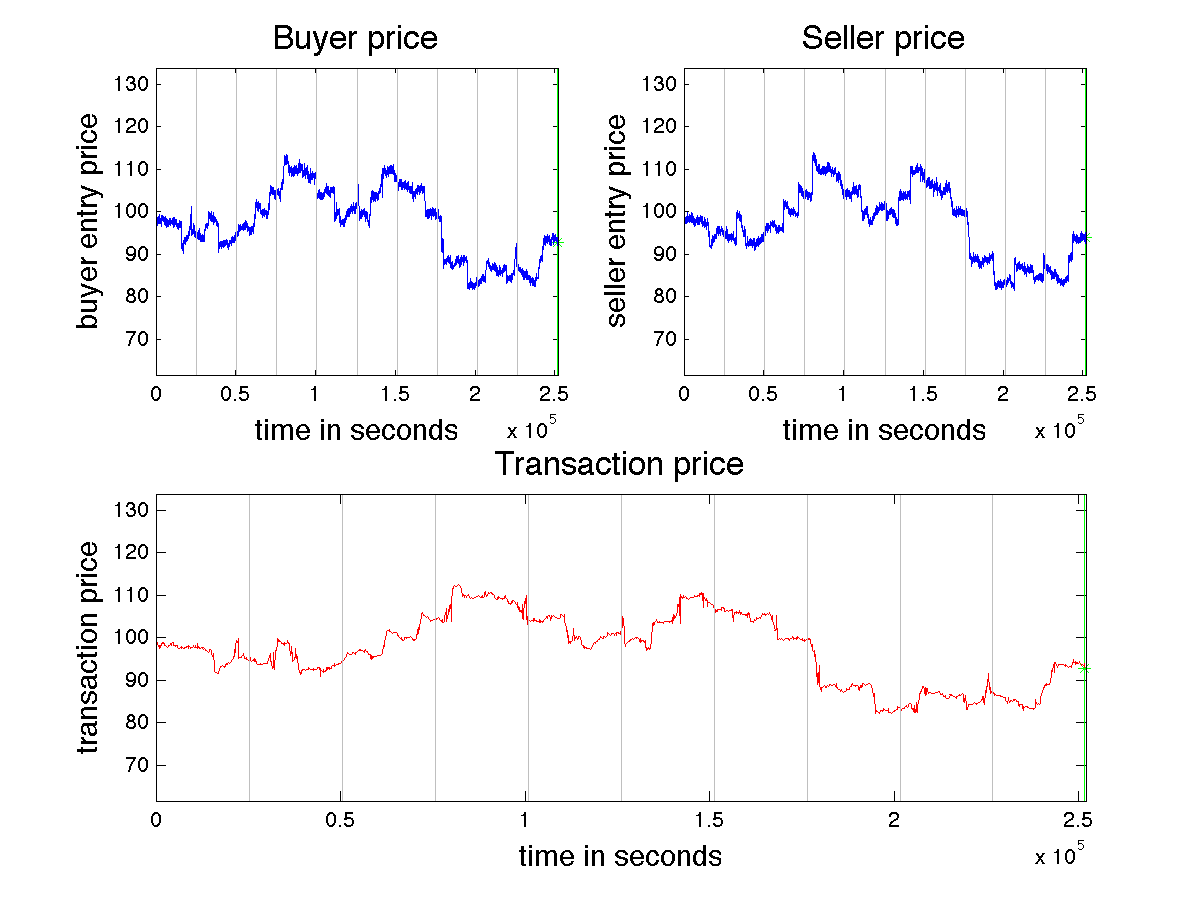 Buyer price
buyer entry price
130
120
110
100
90
80
70
0 0.5 1 1.5 2 2.5
x 10^5
time in seconds
Seller price
seller entry price
130
120
110
100
90
80
70
0 0.5 1 1.5 2 2.5
x 10^5
time in seconds
Transaction price
transaction price
130
120
110
100
90
80
70
0 0.5 1 1.5 2 2.5
x 10^5
time in seconds